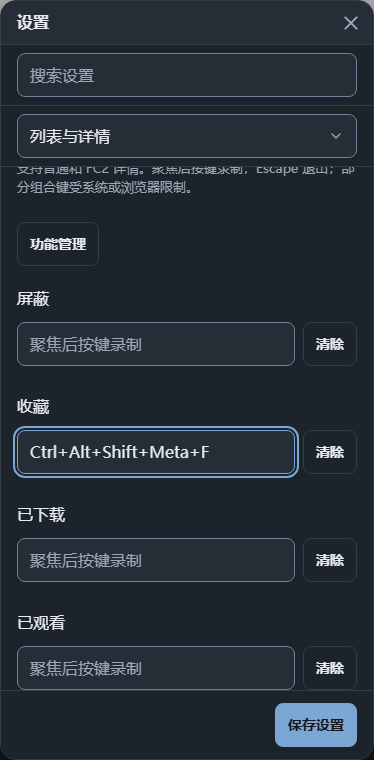 设置
搜索设置
列表与详情
支持普通和 FC2 详情。聚焦后按键录制，Escape 退出；部
分组合键受系统或浏览器限制。
功能管理
屏蔽
聚焦后按键录制
清除
收藏
Ctrl+Alt+Shift+Meta+F
清除
已下载
聚焦后按键录制
清除
已观看
聚焦后按键录制
清除
保存设置